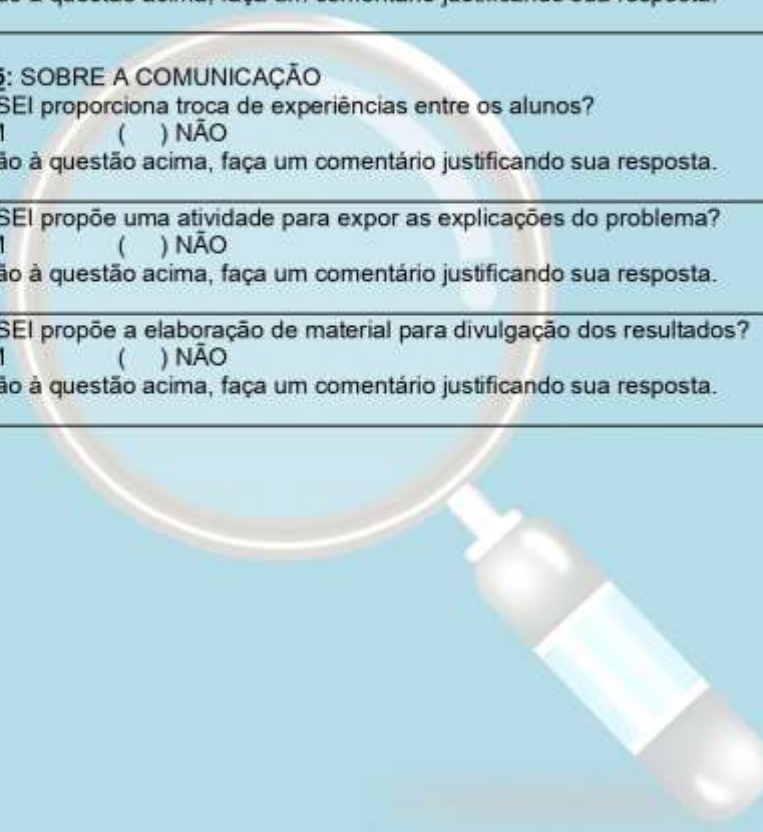 5: SOBRE A COMUNICAÇÃO
SEI proporciona troca de experiências entre os alunos?
( ) NÃO
à questão acima, faça um comentário justificando sua resposta.
SEI propõe uma atividade para expor as explicações do problema?
( ) NÃO
à questão acima, faça um comentário justificando sua resposta.
SEI propõe a elaboração de material para divulgação dos resultados?
( ) NÃO
à questão acima, faça um comentário justificando sua resposta.